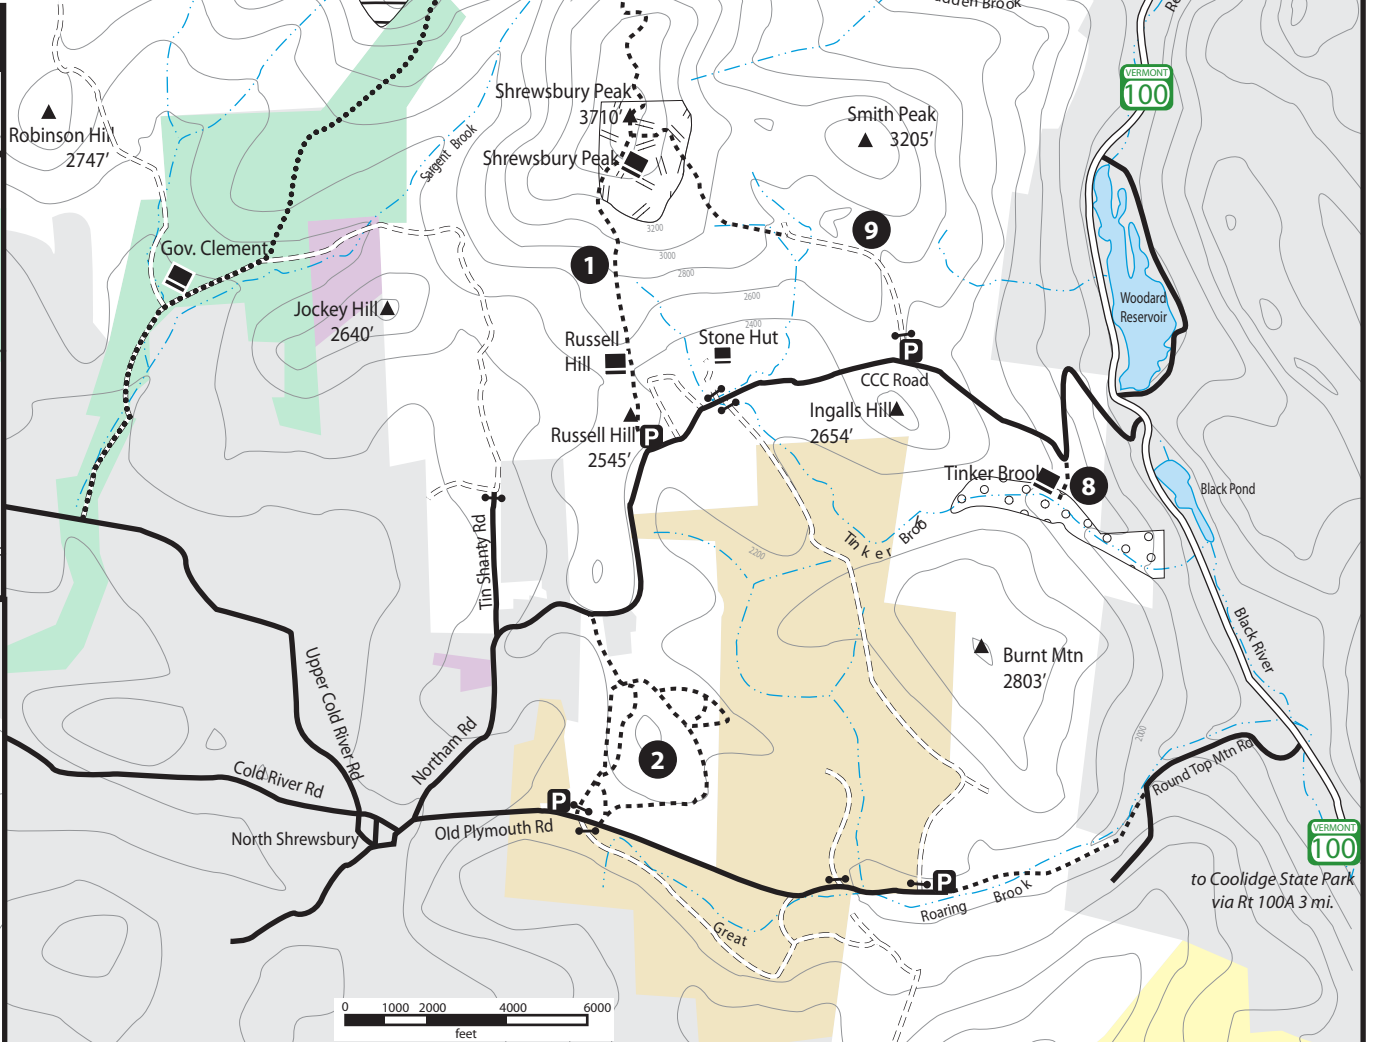 Brook
VERMONT
100
Shrewsbury Peak
3710'
Smith Peak
3205'
Robinson Hill
2747'
Sargent Brook
Shrewsbury Peak
3200
9
Gov. Clement
3000
1
2800
2600
Woodard
Reservoir
Jockey Hill
2640'
2400
Stone Hut
Russell
Hill
P
CCC Road
Ingalls Hill
2654'
Russell Hill
2545'
P
Tinker Brook
8
Black Pond
Tin Shanty Rd
Tinker Broo
2200
Black River
Burnt Mtn
2803'
Upper Cold River Rd
Northam Rd
2
2000
Round Top Mtn Rd
Cold River Rd
P
Old Plymouth Rd
North Shrewsbury
VERMONT
100
P
to Coolidge State Park
via Rt 100A 3 mi.
Roaring Brook
Great
0 1000 2000 4000 6000
feet